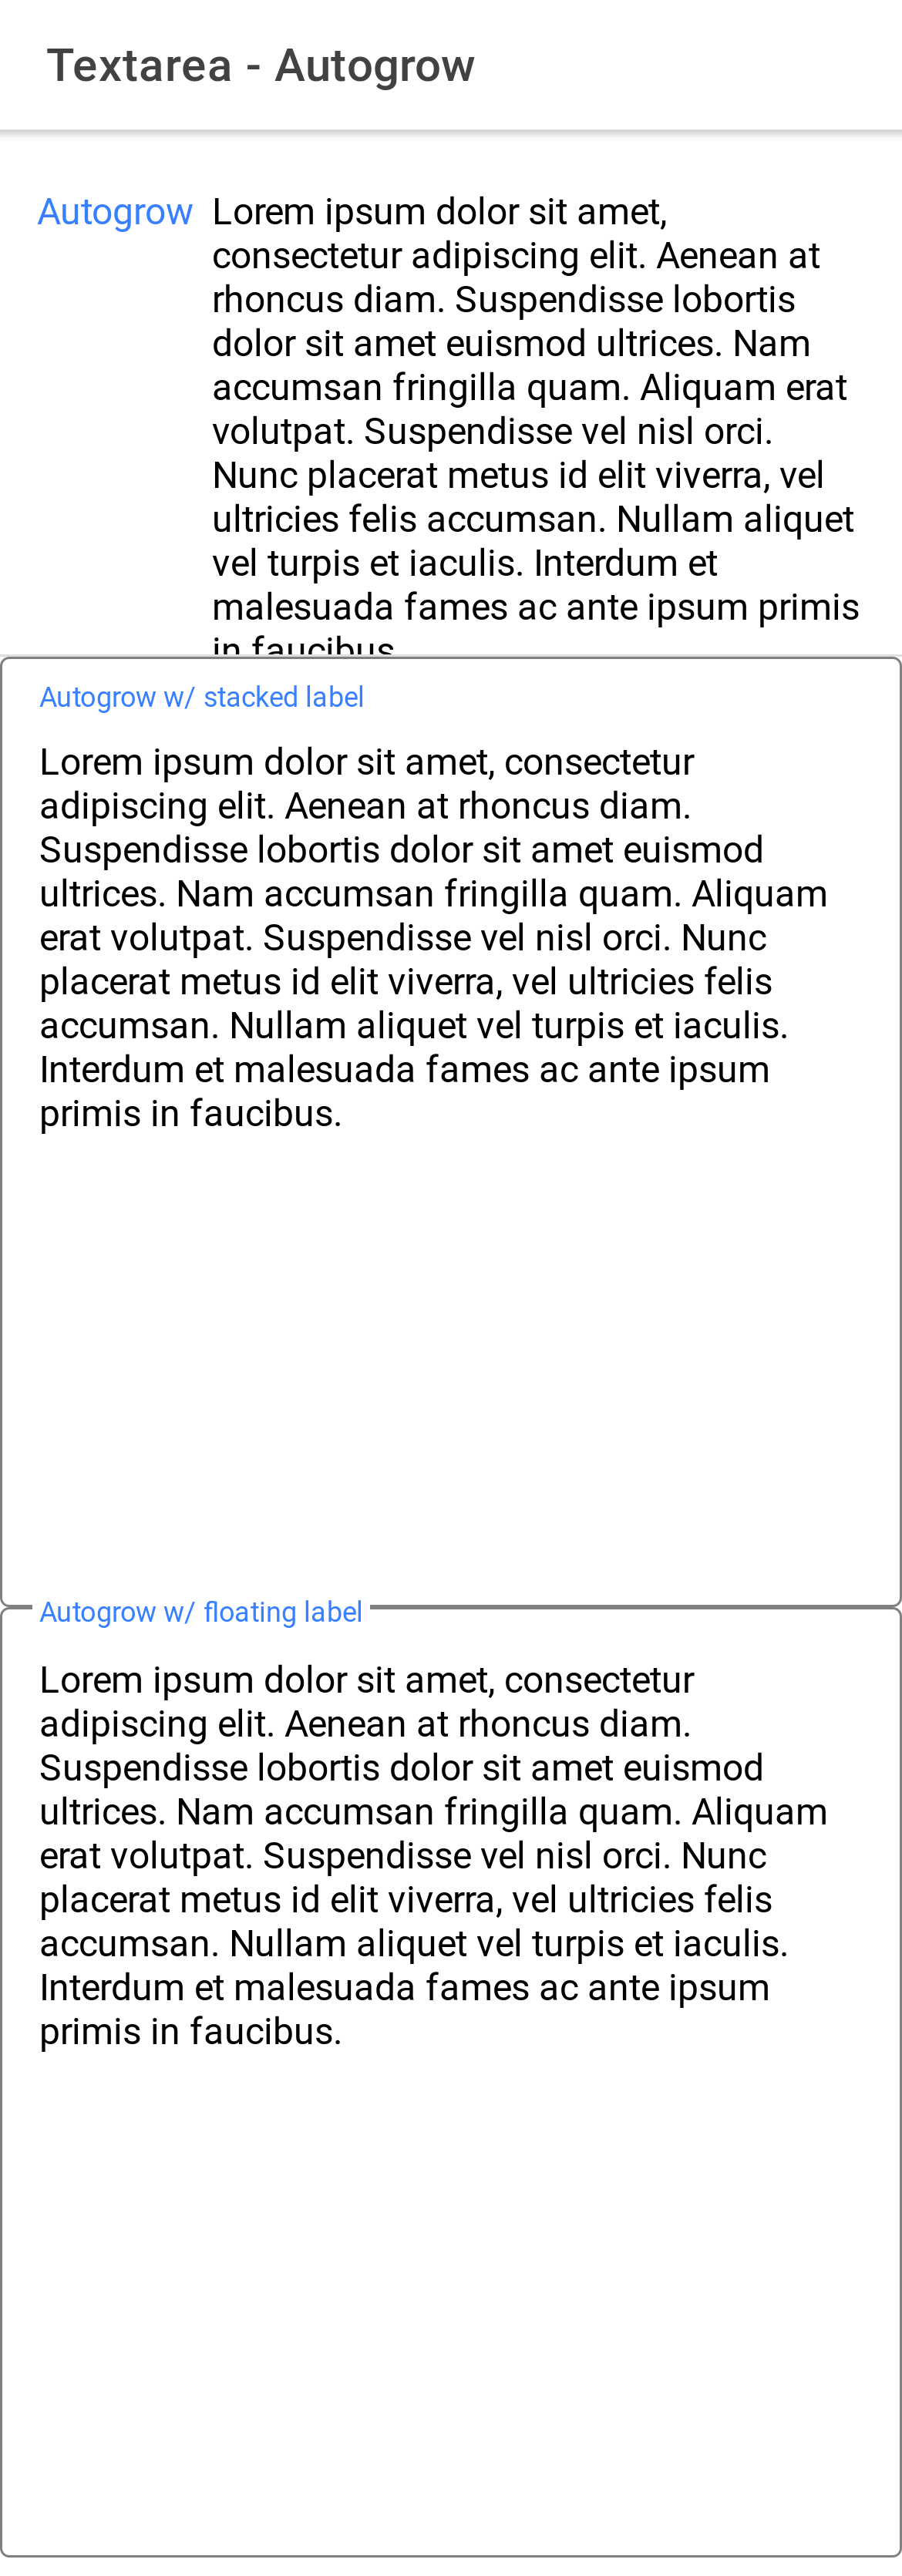 Textarea - Autogrow
Autogrow
Lorem ipsum dolor sit amet,
consectetur adipiscing elit. Aenean at
rhoncus diam. Suspendisse lobortis
dolor sit amet euismod ultrices. Nam
accumsan fringilla quam. Aliquam erat
volutpat. Suspendisse vel nisl orci.
Nunc placerat metus id elit viverra, vel
ultricies felis accumsan. Nullam aliquet
vel turpis et iaculis. Interdum et
malesuada fames ac ante ipsum primis
in faucibus
Autogrow w/ stacked label
Lorem ipsum dolor sit amet, consectetur
adipiscing elit. Aenean at rhoncus diam.
Suspendisse lobortis dolor sit amet euismod
ultrices. Nam accumsan fringilla quam. Aliquam
erat volutpat. Suspendisse vel nisl orci. Nunc
placerat metus id elit viverra, vel ultricies felis
accumsan. Nullam aliquet vel turpis et iaculis.
Interdum et malesuada fames ac ante ipsum
primis in faucibus.
Autogrow w/ floating label
Lorem ipsum dolor sit amet, consectetur
adipiscing elit. Aenean at rhoncus diam.
Suspendisse lobortis dolor sit amet euismod
ultrices. Nam accumsan fringilla quam. Aliquam
erat volutpat. Suspendisse vel nisl orci. Nunc
placerat metus id elit viverra, vel ultricies felis
accumsan. Nullam aliquet vel turpis et iaculis.
Interdum et malesuada fames ac ante ipsum
primis in faucibus.